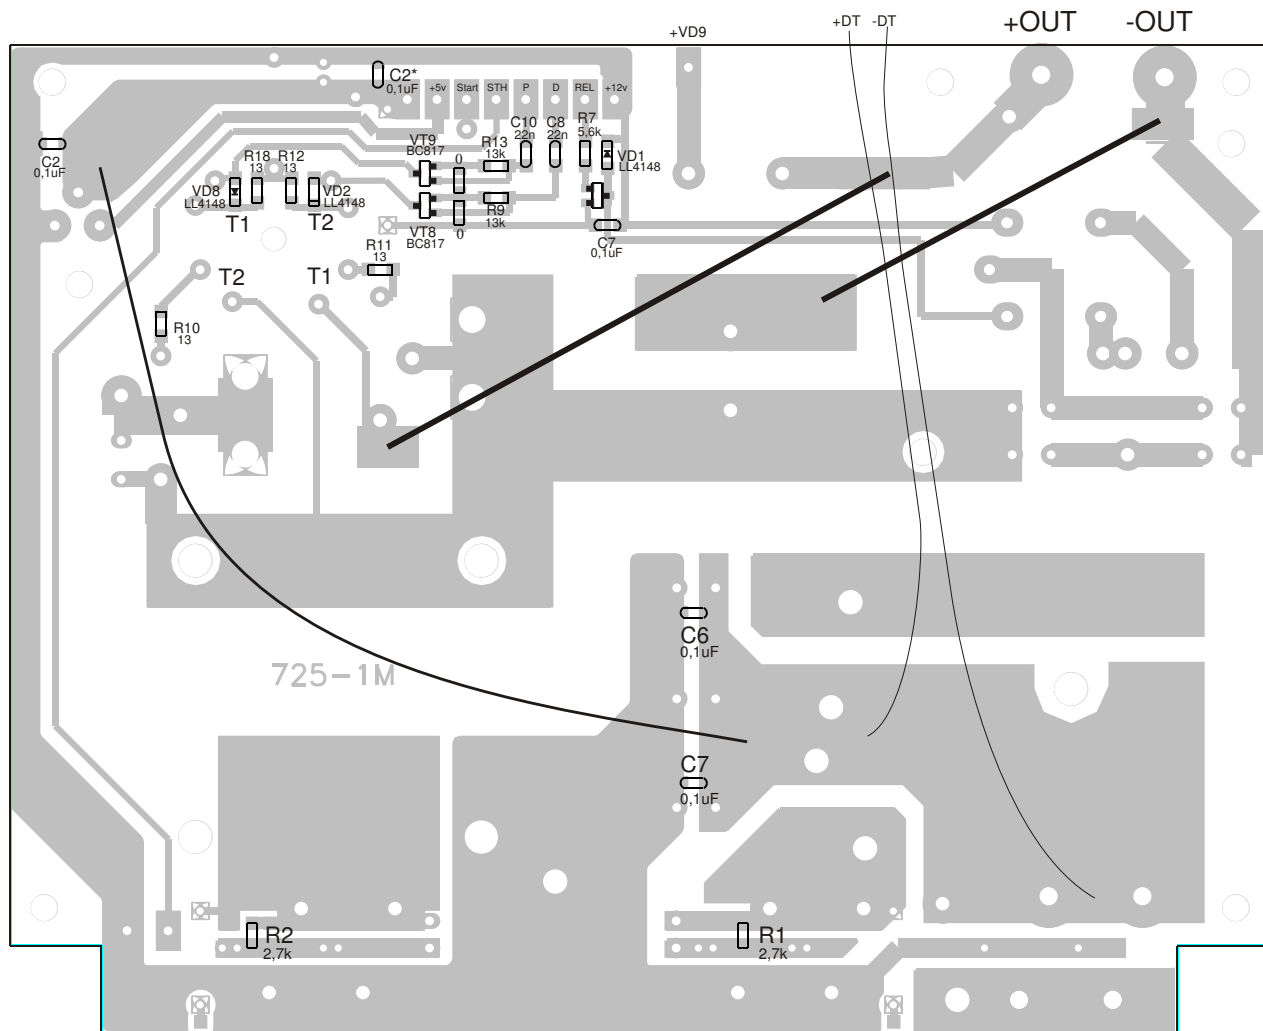 +DT -DT +OUT -OUT
+VD9
C2*
0,1uF
+5v Start STH P D REL +12v
C10
22n
C8
22n
R7
5.6k
VT9
BC817
R13
13k
VD1
LL4148
C2
0,1uF
R18
13
R12
13
0
VD8
LL4148
VD2
LL4148
R9
13k
T1 T2
VT8
BC817
0
C7
0,1uF
R11
13
T2 T1
R10
13
C6
0,1uF
725-1M
C7
0,1uF
R2
2,7k
R1
2,7k